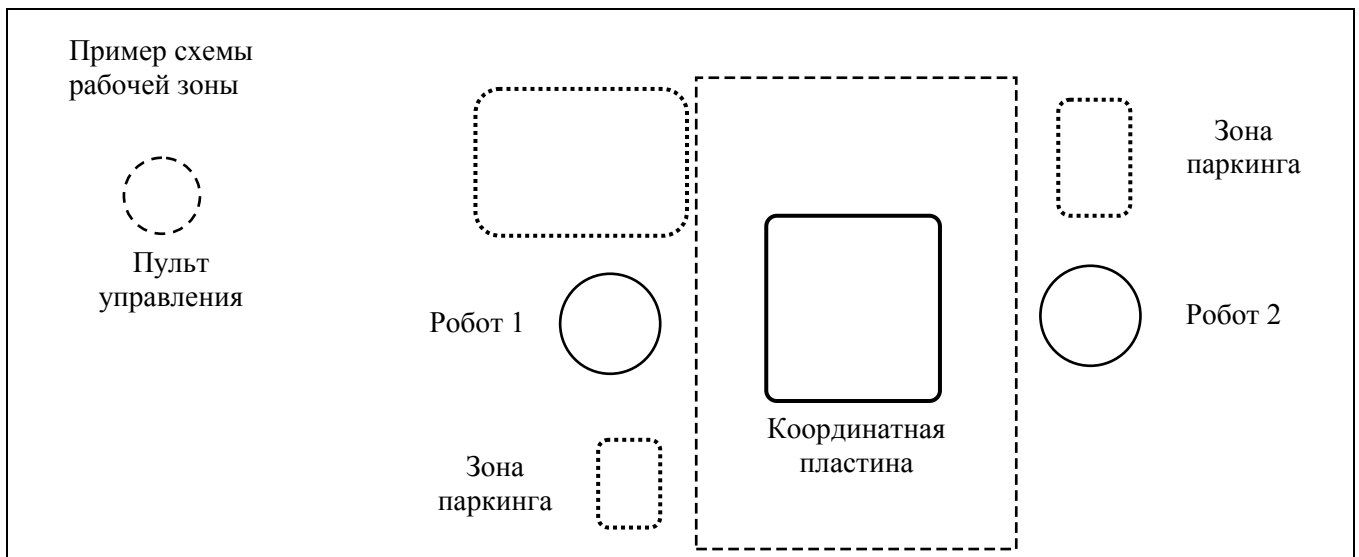 Пример схемы
рабочей зоны
Зона
паркинга
Пульт
управления
Робот 1
Робот 2
Координатная
пластина
Зона
паркинга